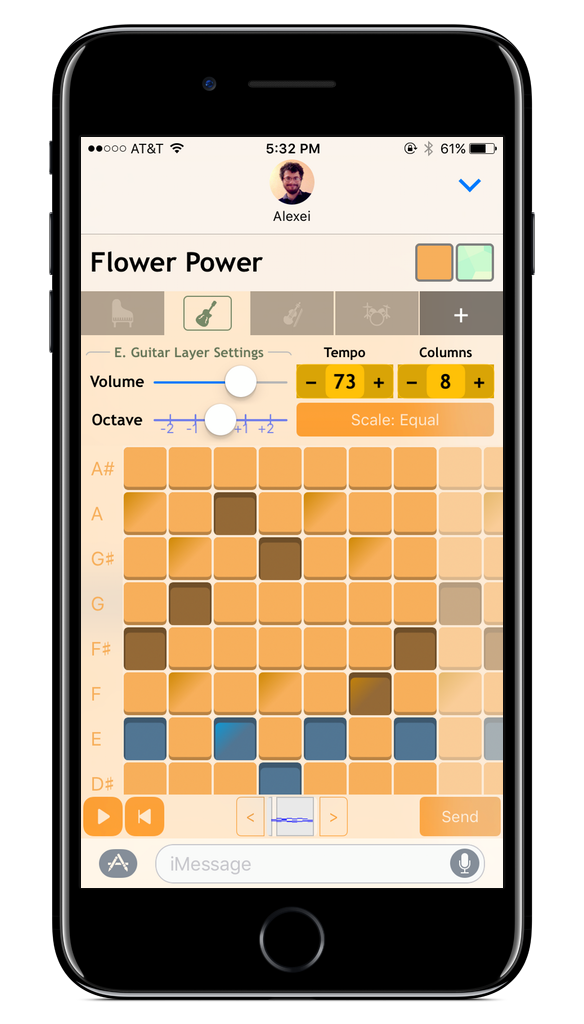 AT&T 5:32 PM 61%
Alexei
Flower Power
+
E. Guitar Layer Settings Tempo Columns
Volume − 73 + − 8 +
Octave -2 -1 +1 +2 Scale: Equal
A#
A
G#
G
F#
F
E
D#
< > Send
iMessage